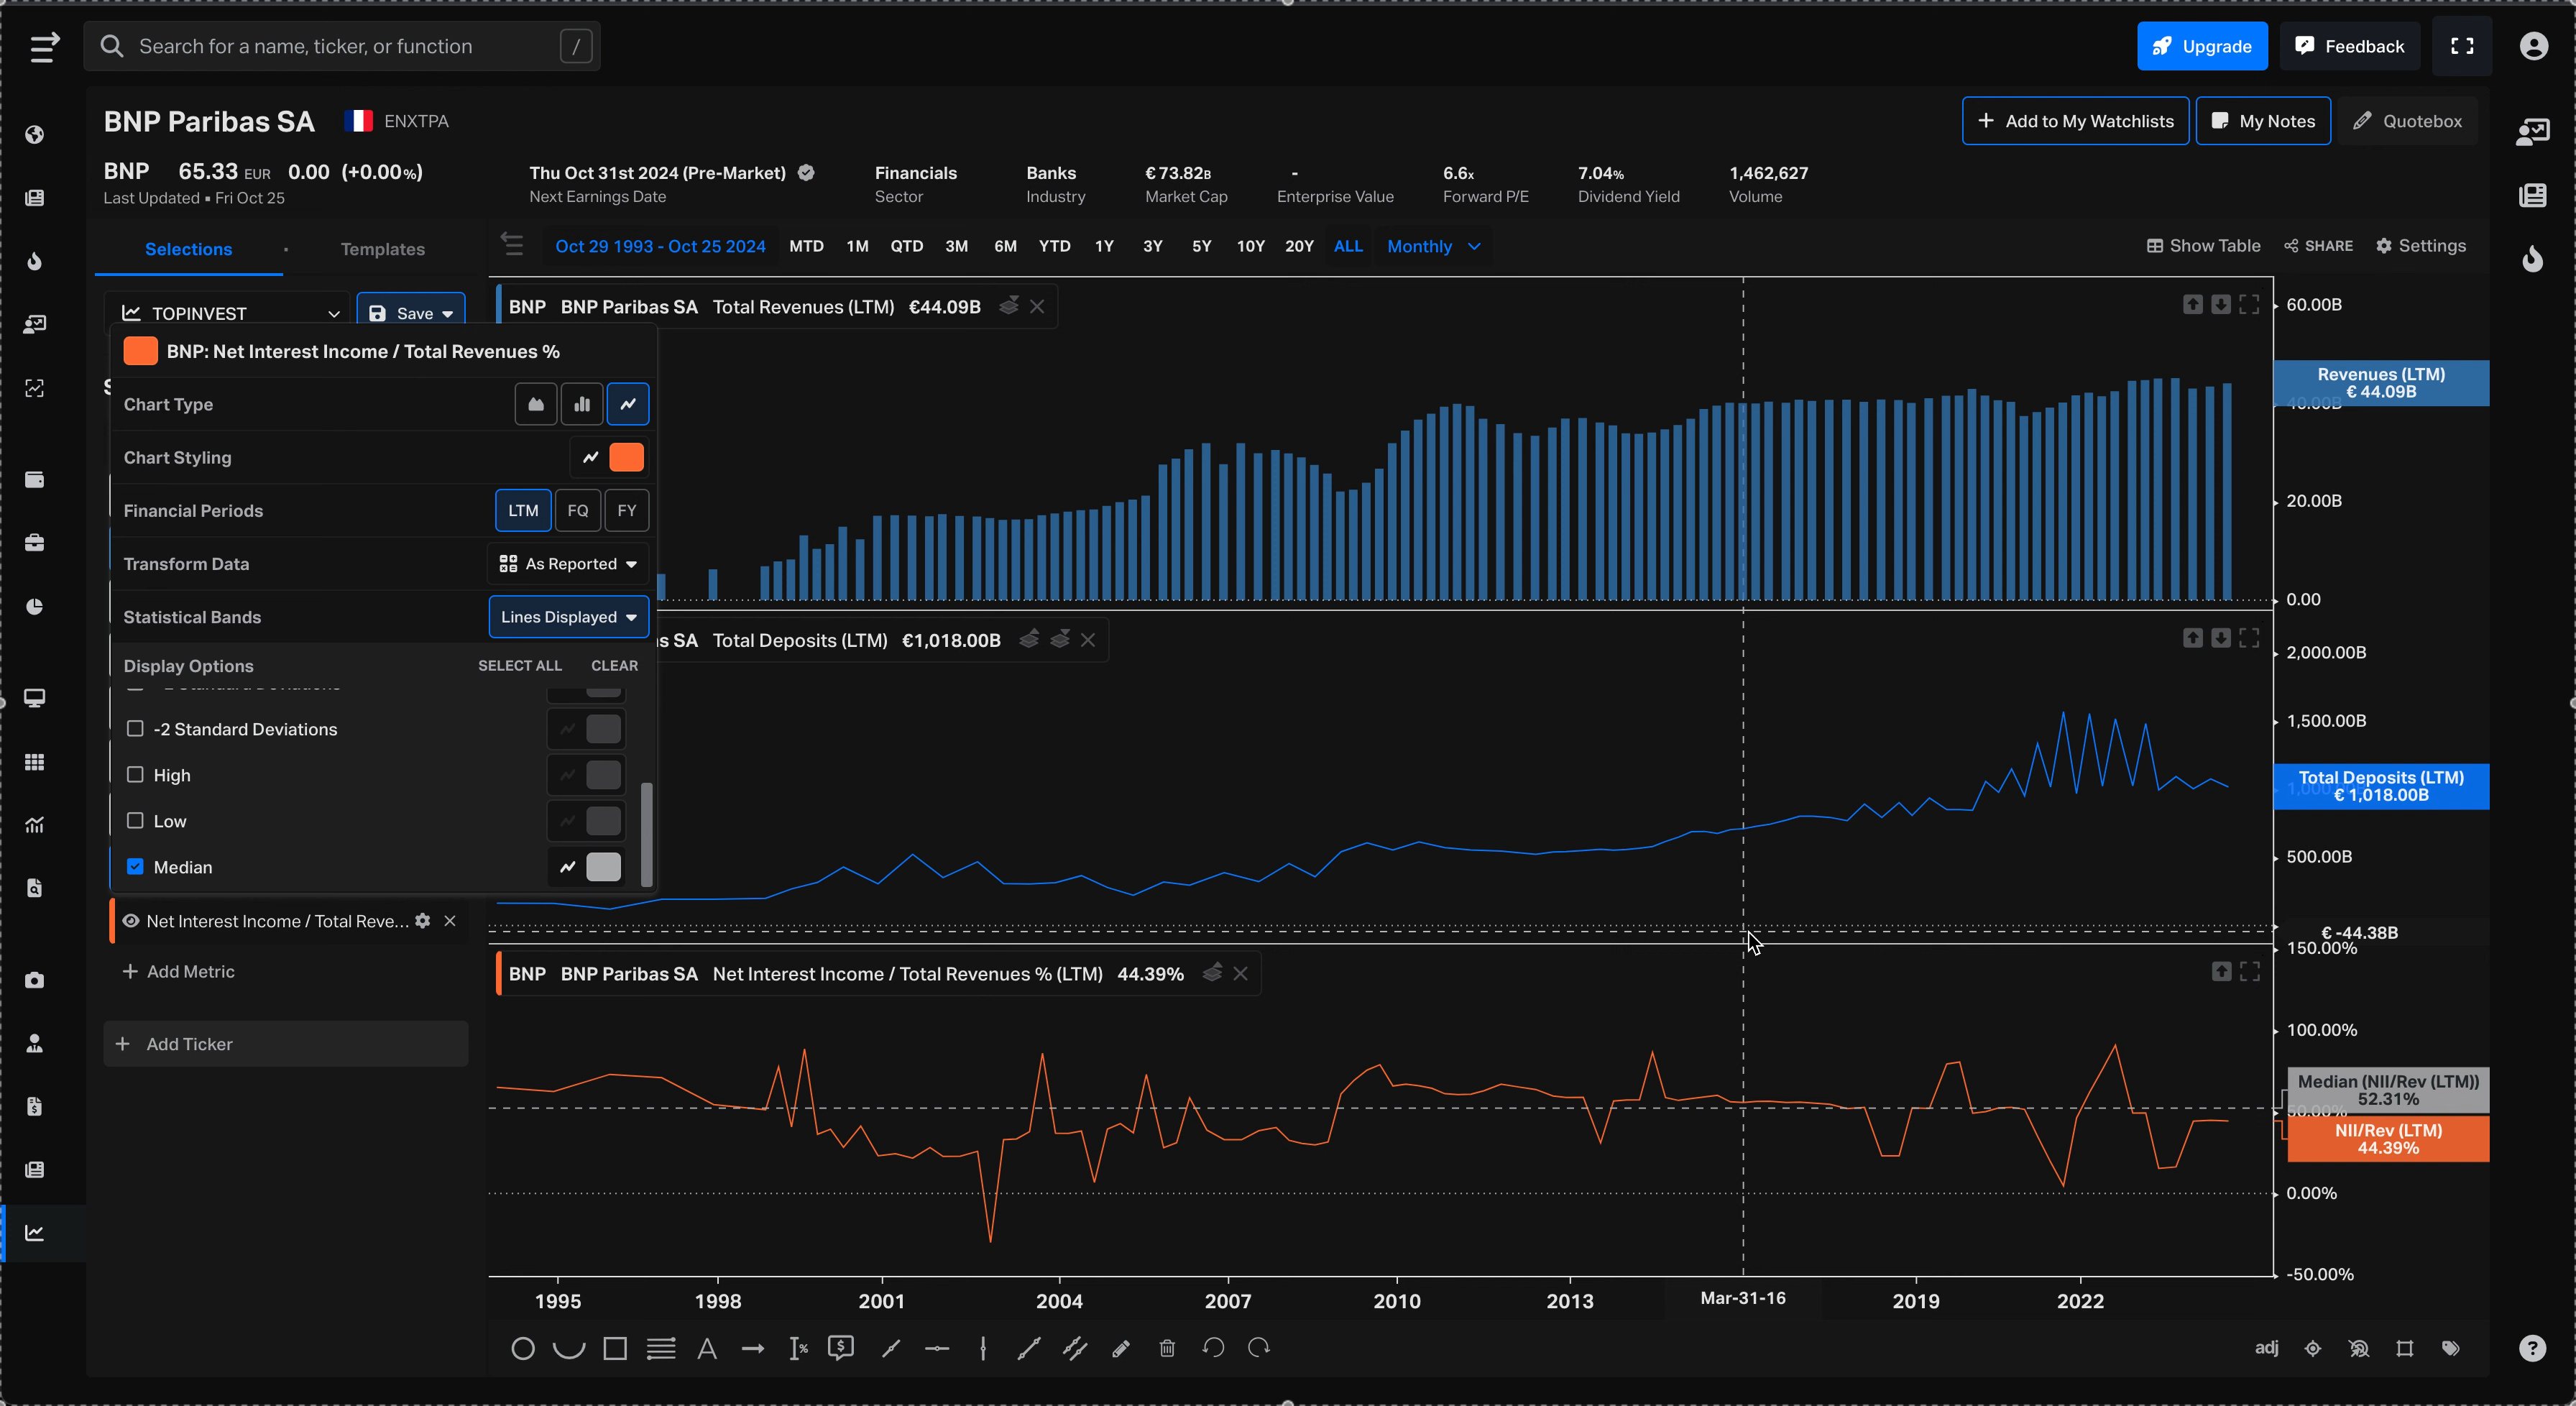 Search for a name, ticker, or function /
Upgrade
Feedback
BNP Paribas SA ENXTPA
Add to My Watchlists
My Notes
Quotebox
BNP 65.33 EUR 0.00 (+0.00%)
Last Updated ▪ Fri Oct 25
Thu Oct 31st 2024 (Pre-Market)
Next Earnings Date
Financials
Sector
Banks
Industry
€ 73.82B
Market Cap
-
Enterprise Value
6.6x
Forward P/E
7.04%
Dividend Yield
1,462,627
Volume
Selections
Templates
Oct 29 1993 - Oct 25 2024 MTD 1M QTD 3M 6M YTD 1Y 3Y 5Y 10Y 20Y ALL Monthly
Show Table
SHARE
Settings
TOPINVEST
Save
BNP: Net Interest Income / Total Revenues %
Chart Type
Chart Styling
Financial Periods LTM FQ FY
Transform Data As Reported
Statistical Bands Lines Displayed
Display Options SELECT ALL CLEAR
-2 Standard Deviations
High
Low
Median
Net Interest Income / Total Reve...
+ Add Metric
+ Add Ticker
BNP BNP Paribas SA Total Revenues (LTM) €44.09B
60.00B
Revenues (LTM)
€ 44.09B
40.00B
20.00B
0.00
s SA Total Deposits (LTM) €1,018.00B
2,000.00B
1,500.00B
Total Deposits (LTM)
€ 1,018.00B
500.00B
€ -44.38B
BNP BNP Paribas SA Net Interest Income / Total Revenues % (LTM) 44.39%
150.00%
100.00%
Median (NII/Rev (LTM))
52.31%
50.00%
NII/Rev (LTM)
44.39%
0.00%
-50.00%
1995 1998 2001 2004 2007 2010 2013 Mar-31-16 2019 2022
adj
?